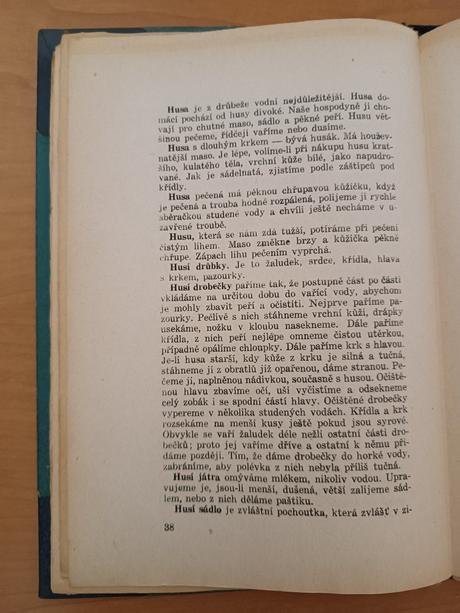 Husa je z drůbeže vodní nejdůležitější. Husa do-
mácí pochází od husy divoké. Naše hospodyně ji cho-
vají pro chutné maso, sádlo a pěkné peří. Husu vět-
šinou pečeme, řídčeji vaříme nebo dusíme.
Husa s dlouhým krkem — bývá husák. Má houžev-
natější maso. Je lépe, volíme-li při nákupu husu krat-
šího, kulatého těla, vrchní kůže bílé, jako napudro-
vané. Jak je sádelnatá, zjistíme podle záštipců pod
křídly.
Husa pečená má pěknou chřupavou kůžičku, když
je pečená a trouba hodně rozpálená, polijeme ji rychle
sběračkou studené vody a chvíli ještě necháme v u-
zavřené troubě.
Husu, která se nám zdá tužší, potíráme při pečení
čistým lihem. Maso změkne brzy a kůžička pěkně
chřupe. Zápach lihu pečením vyprchá.
Husí drůbky. Je to žaludek, srdce, křídla, hlava
s krkem, pazourky.
Husí drobečky paříme tak, že postupně část po části
vkládáme na určitou dobu do vařící vody, abychom
je mohly zbavit peří a očistiti. Nejprve paříme pa-
zourky. Pečlivě s nich stáhneme vrchní kůži, drápky
usekáme, nožku v kloubu nasekneme. Dále paříme
křídla, z nich peří nejlépe omneme čistou utěrkou,
případně opálíme chloupky. Dále paříme krk s hlavou.
Je-li husa starší, kdy kůže z krku je silná a tučná,
stáhneme ji z obratlů již opařenou, dáme stranou. Pe-
čeme ji, naplněnou nádivkou, současně s husou. Očiště-
nou hlavu zbavíme očí, uši vyčistíme a odsekneme
celý zobák i se spodní částí hlavy. Očištěné drobečky
vypereme v několika studených vodách. Křídla a krk
rozsekáme na menší kusy ještě pokud jsou syrové.
Obvykle se vaří žaludek déle nežli ostatní části dro-
bečků; proto jej vaříme dříve a ostatní k němu při-
dáme později. Tím, že dáme drobečky do horké vody,
zabráníme, aby polévka z nich nebyla příliš tučná.
Husí játra omýváme mlékem, nikoliv vodou. Upra-
vujeme je, jsou-li menší, dušená, větší zalijeme sád-
lem, nebo z nich děláme paštiku.
Husí sádlo je zvláštní pochoutka, která zvlášť v zi-
38